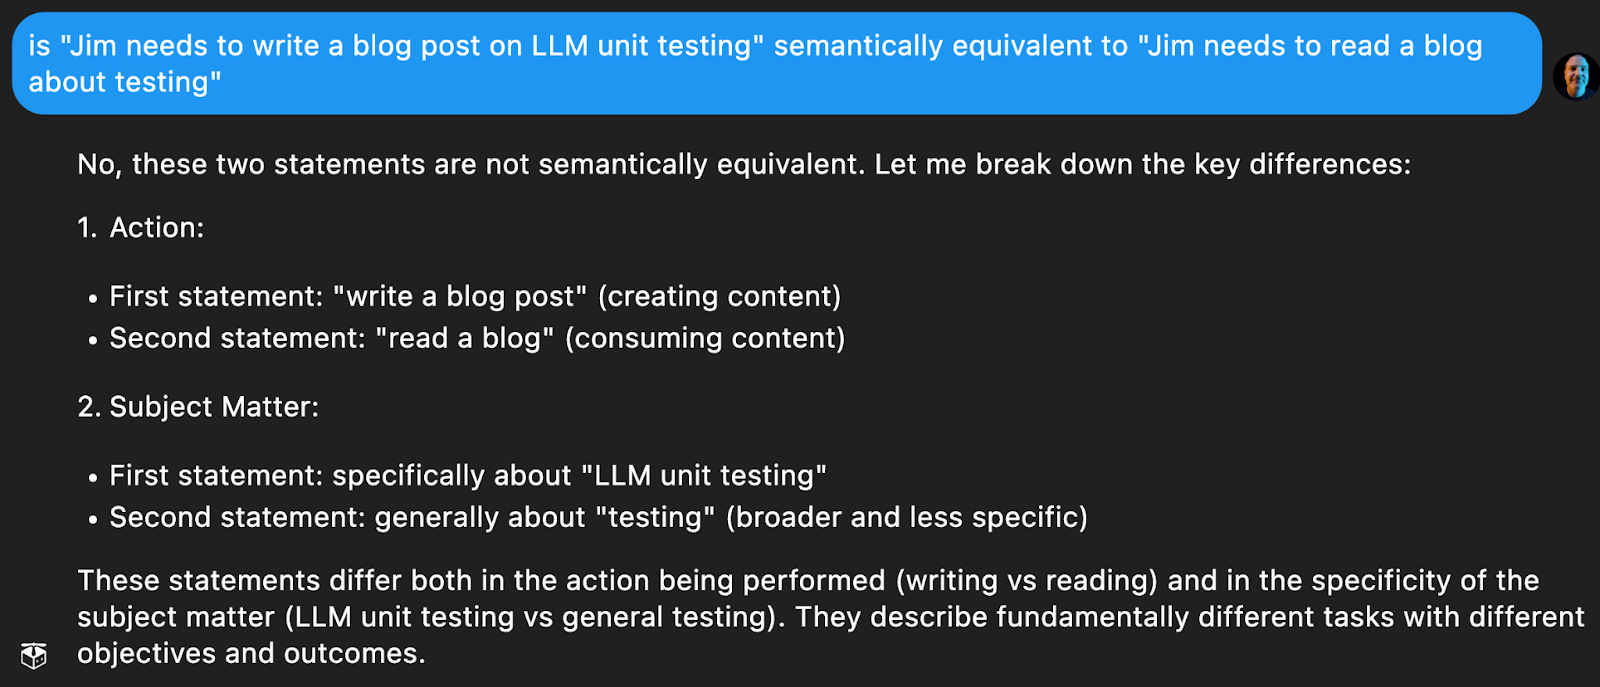 is "Jim needs to write a blog post on LLM unit testing" semantically equivalent to "Jim needs to read a blog
about testing"
No, these two statements are not semantically equivalent. Let me break down the key differences:
1. Action:
• First statement: "write a blog post" (creating content)
• Second statement: "read a blog" (consuming content)
2. Subject Matter:
• First statement: specifically about "LLM unit testing"
• Second statement: generally about "testing" (broader and less specific)
These statements differ both in the action being performed (writing vs reading) and in the specificity of the
subject matter (LLM unit testing vs general testing). They describe fundamentally different tasks with different
objectives and outcomes.